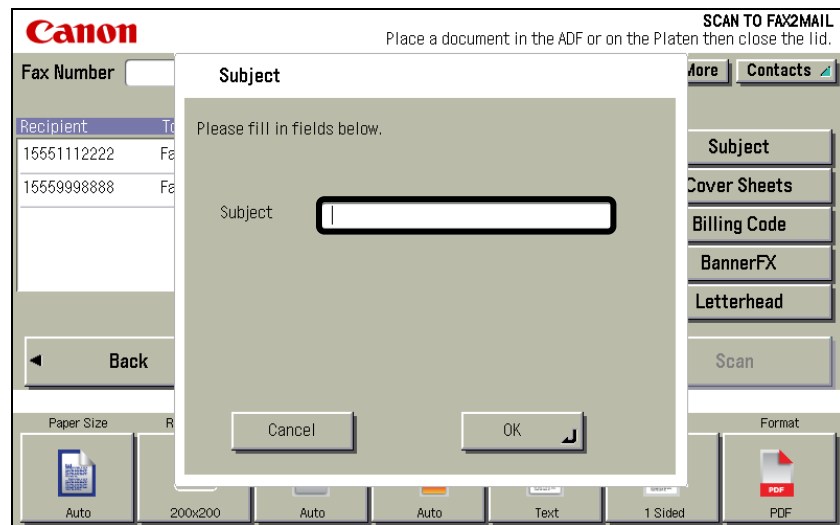 Canon
SCAN TO FAX2MAIL
Place a document in the ADF or on the Platen then close the lid.
Fax Number
More
Contacts
Subject
Recipient
Please fill in fields below.
15551112222
15559998888
Subject
Subject
Cover Sheets
Billing Code
BannerFX
Letterhead
Back
Scan
Cancel
OK
Paper Size
Format
PDF
Auto
200x200
Auto
Auto
Text
1 Sided
PDF